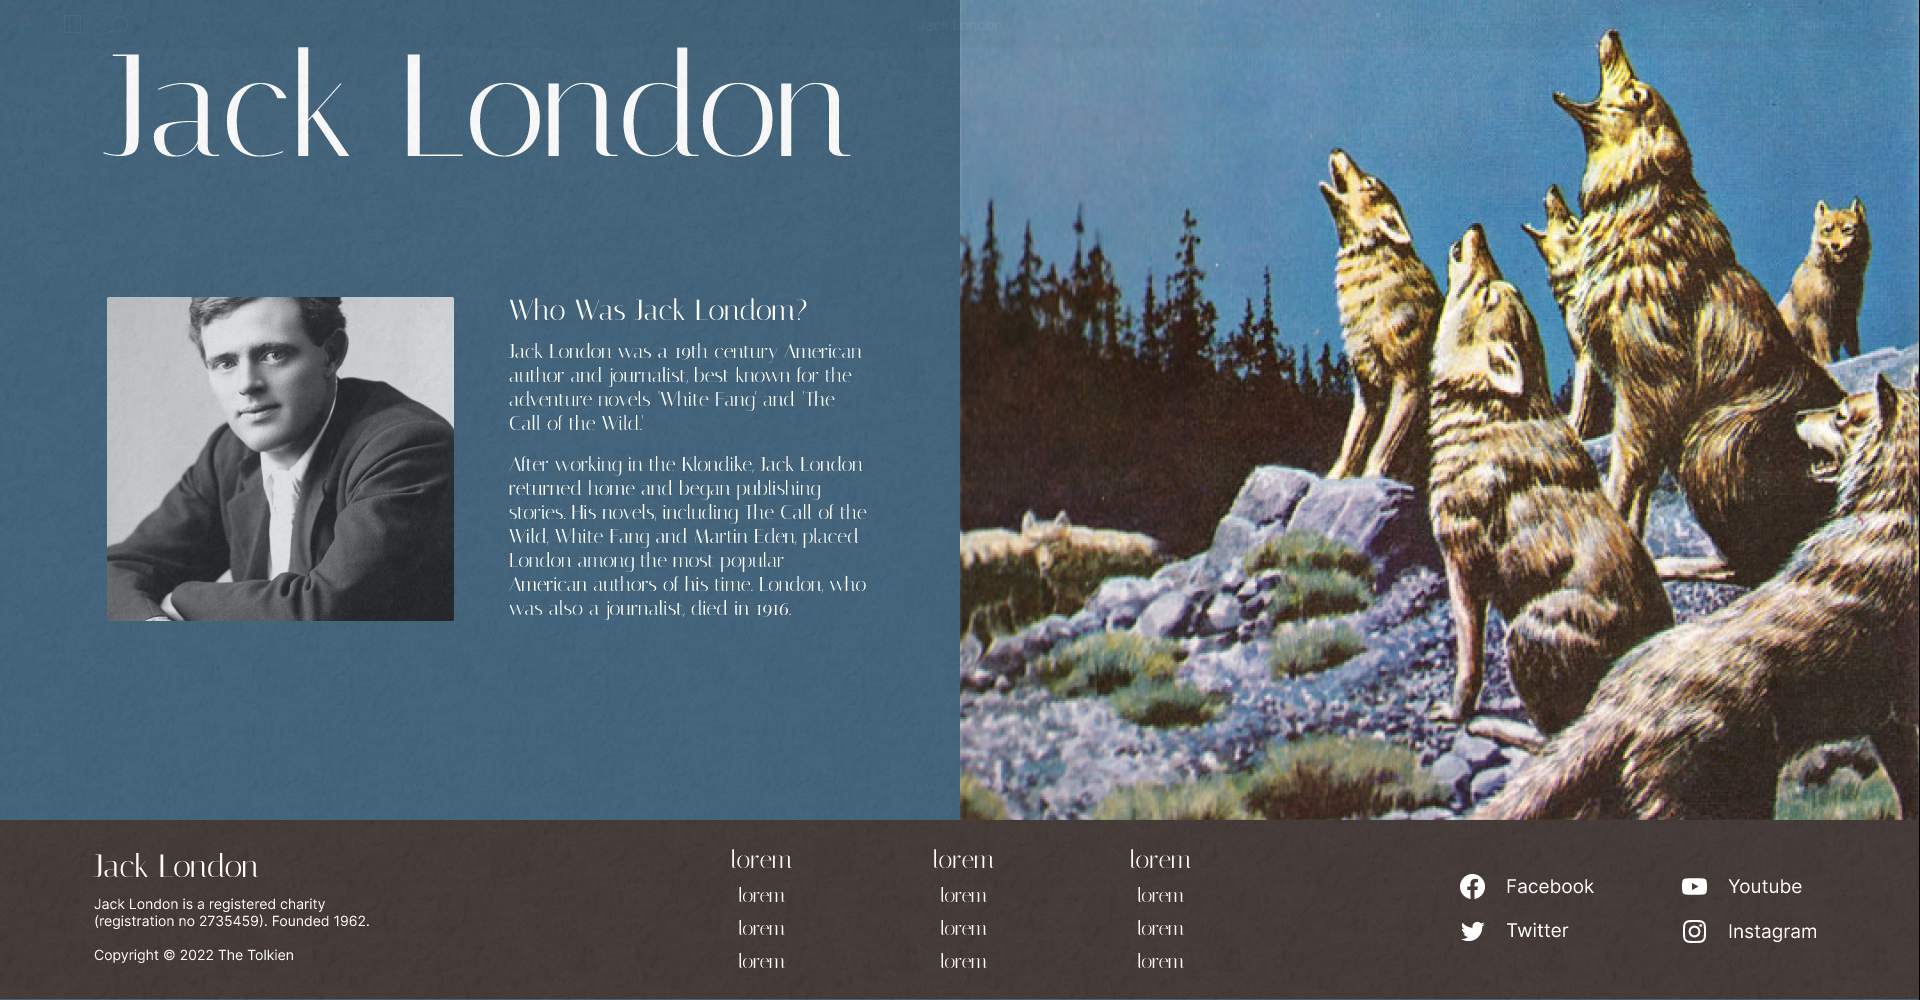 Jack London
Jack London
Who Was Jack Londom?
Jack London was a 19th century American
author and journalist, best known for the
adventure novels 'White Fang' and 'The
Call of the Wild.'
After working in the Klondike, Jack London
returned home and began publishing
stories. His novels, including The Call of the
Wild, White Fang and Martin Eden, placed
London among the most popular
American authors of his time. London, who
was also a journalist, died in 1916.
Jack London
Jack London is a registered charity
(registration no 2735459). Founded 1962.
Copyright © 2022 The Tolkien
lorem lorem lorem
lorem lorem lorem
lorem lorem lorem
lorem lorem lorem
Facebook Youtube
Twitter Instagram